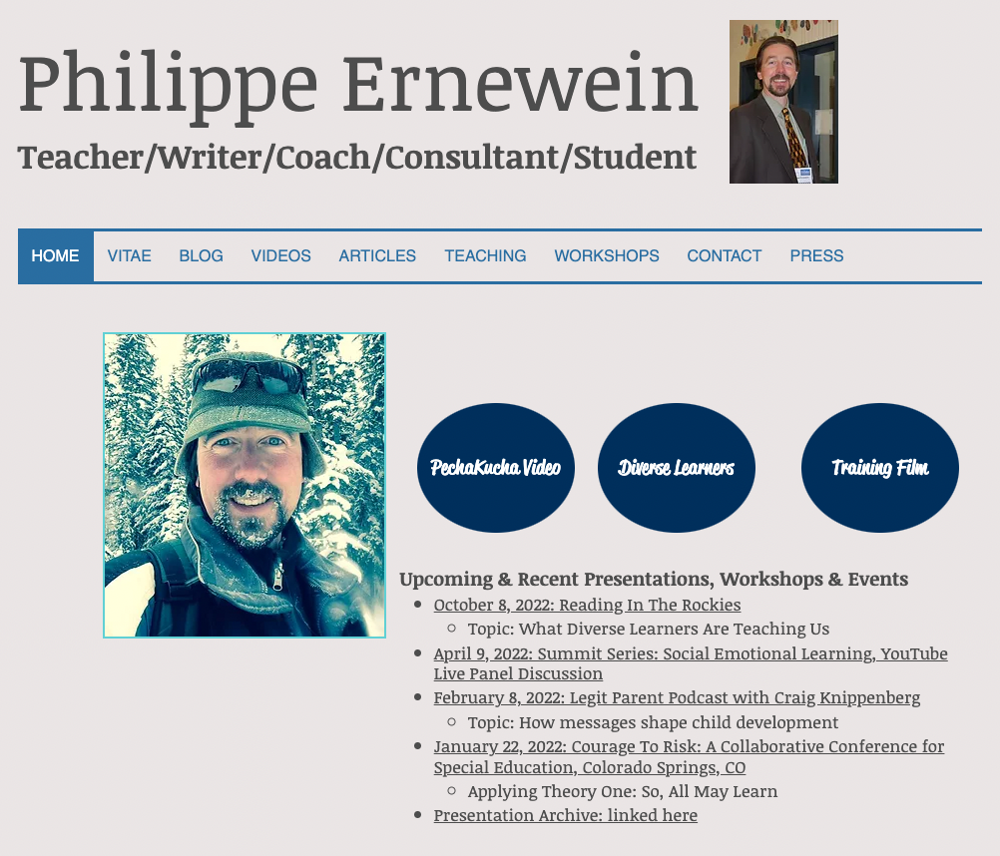 Philippe Ernewein
Teacher/Writer/Coach/Consultant/Student
HOME VITAE BLOG VIDEOS ARTICLES TEACHING WORKSHOPS CONTACT PRESS
PechaKucha Video Diverse Learners Training Film
Upcoming & Recent Presentations, Workshops & Events
October 8, 2022: Reading In The Rockies
Topic: What Diverse Learners Are Teaching Us
April 9, 2022: Summit Series: Social Emotional Learning, YouTube
Live Panel Discussion
February 8, 2022: Legit Parent Podcast with Craig Knippenberg
Topic: How messages shape child development
January 22, 2022: Courage To Risk: A Collaborative Conference for
Special Education, Colorado Springs, CO
Applying Theory One: So, All May Learn
Presentation Archive: linked here